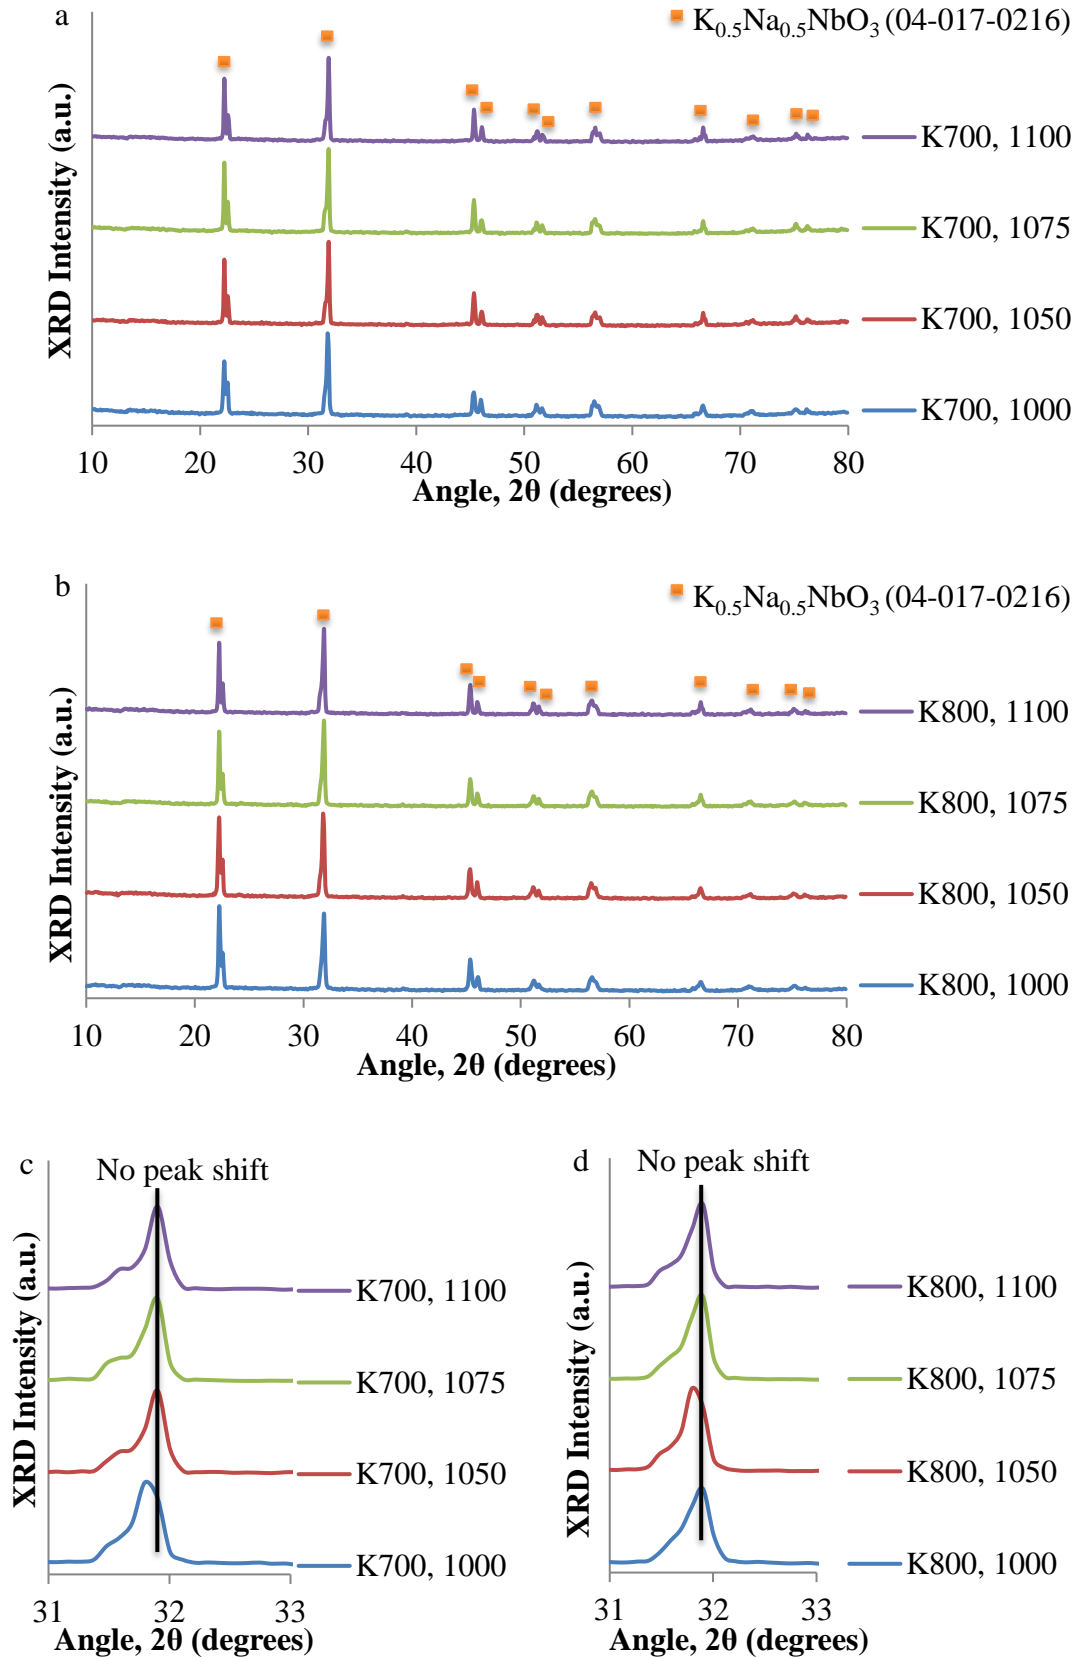 a
K₀.₅Na₀.₅NbO₃ (04-017-0216)
XRD Intensity (a.u.)
K700, 1100
K700, 1075
K700, 1050
K700, 1000
10 20 30 40 50 60 70 80
Angle, 2θ (degrees)
b
K₀.₅Na₀.₅NbO₃ (04-017-0216)
XRD Intensity (a.u.)
K800, 1100
K800, 1075
K800, 1050
K800, 1000
10 20 30 40 50 60 70 80
Angle, 2θ (degrees)
c
No peak shift
XRD Intensity (a.u.)
K700, 1100
K700, 1075
K700, 1050
K700, 1000
31 32 33
Angle, 2θ (degrees)
d
No peak shift
XRD Intensity (a.u.)
K800, 1100
K800, 1075
K800, 1050
K800, 1000
31 32 33
Angle, 2θ (degrees)